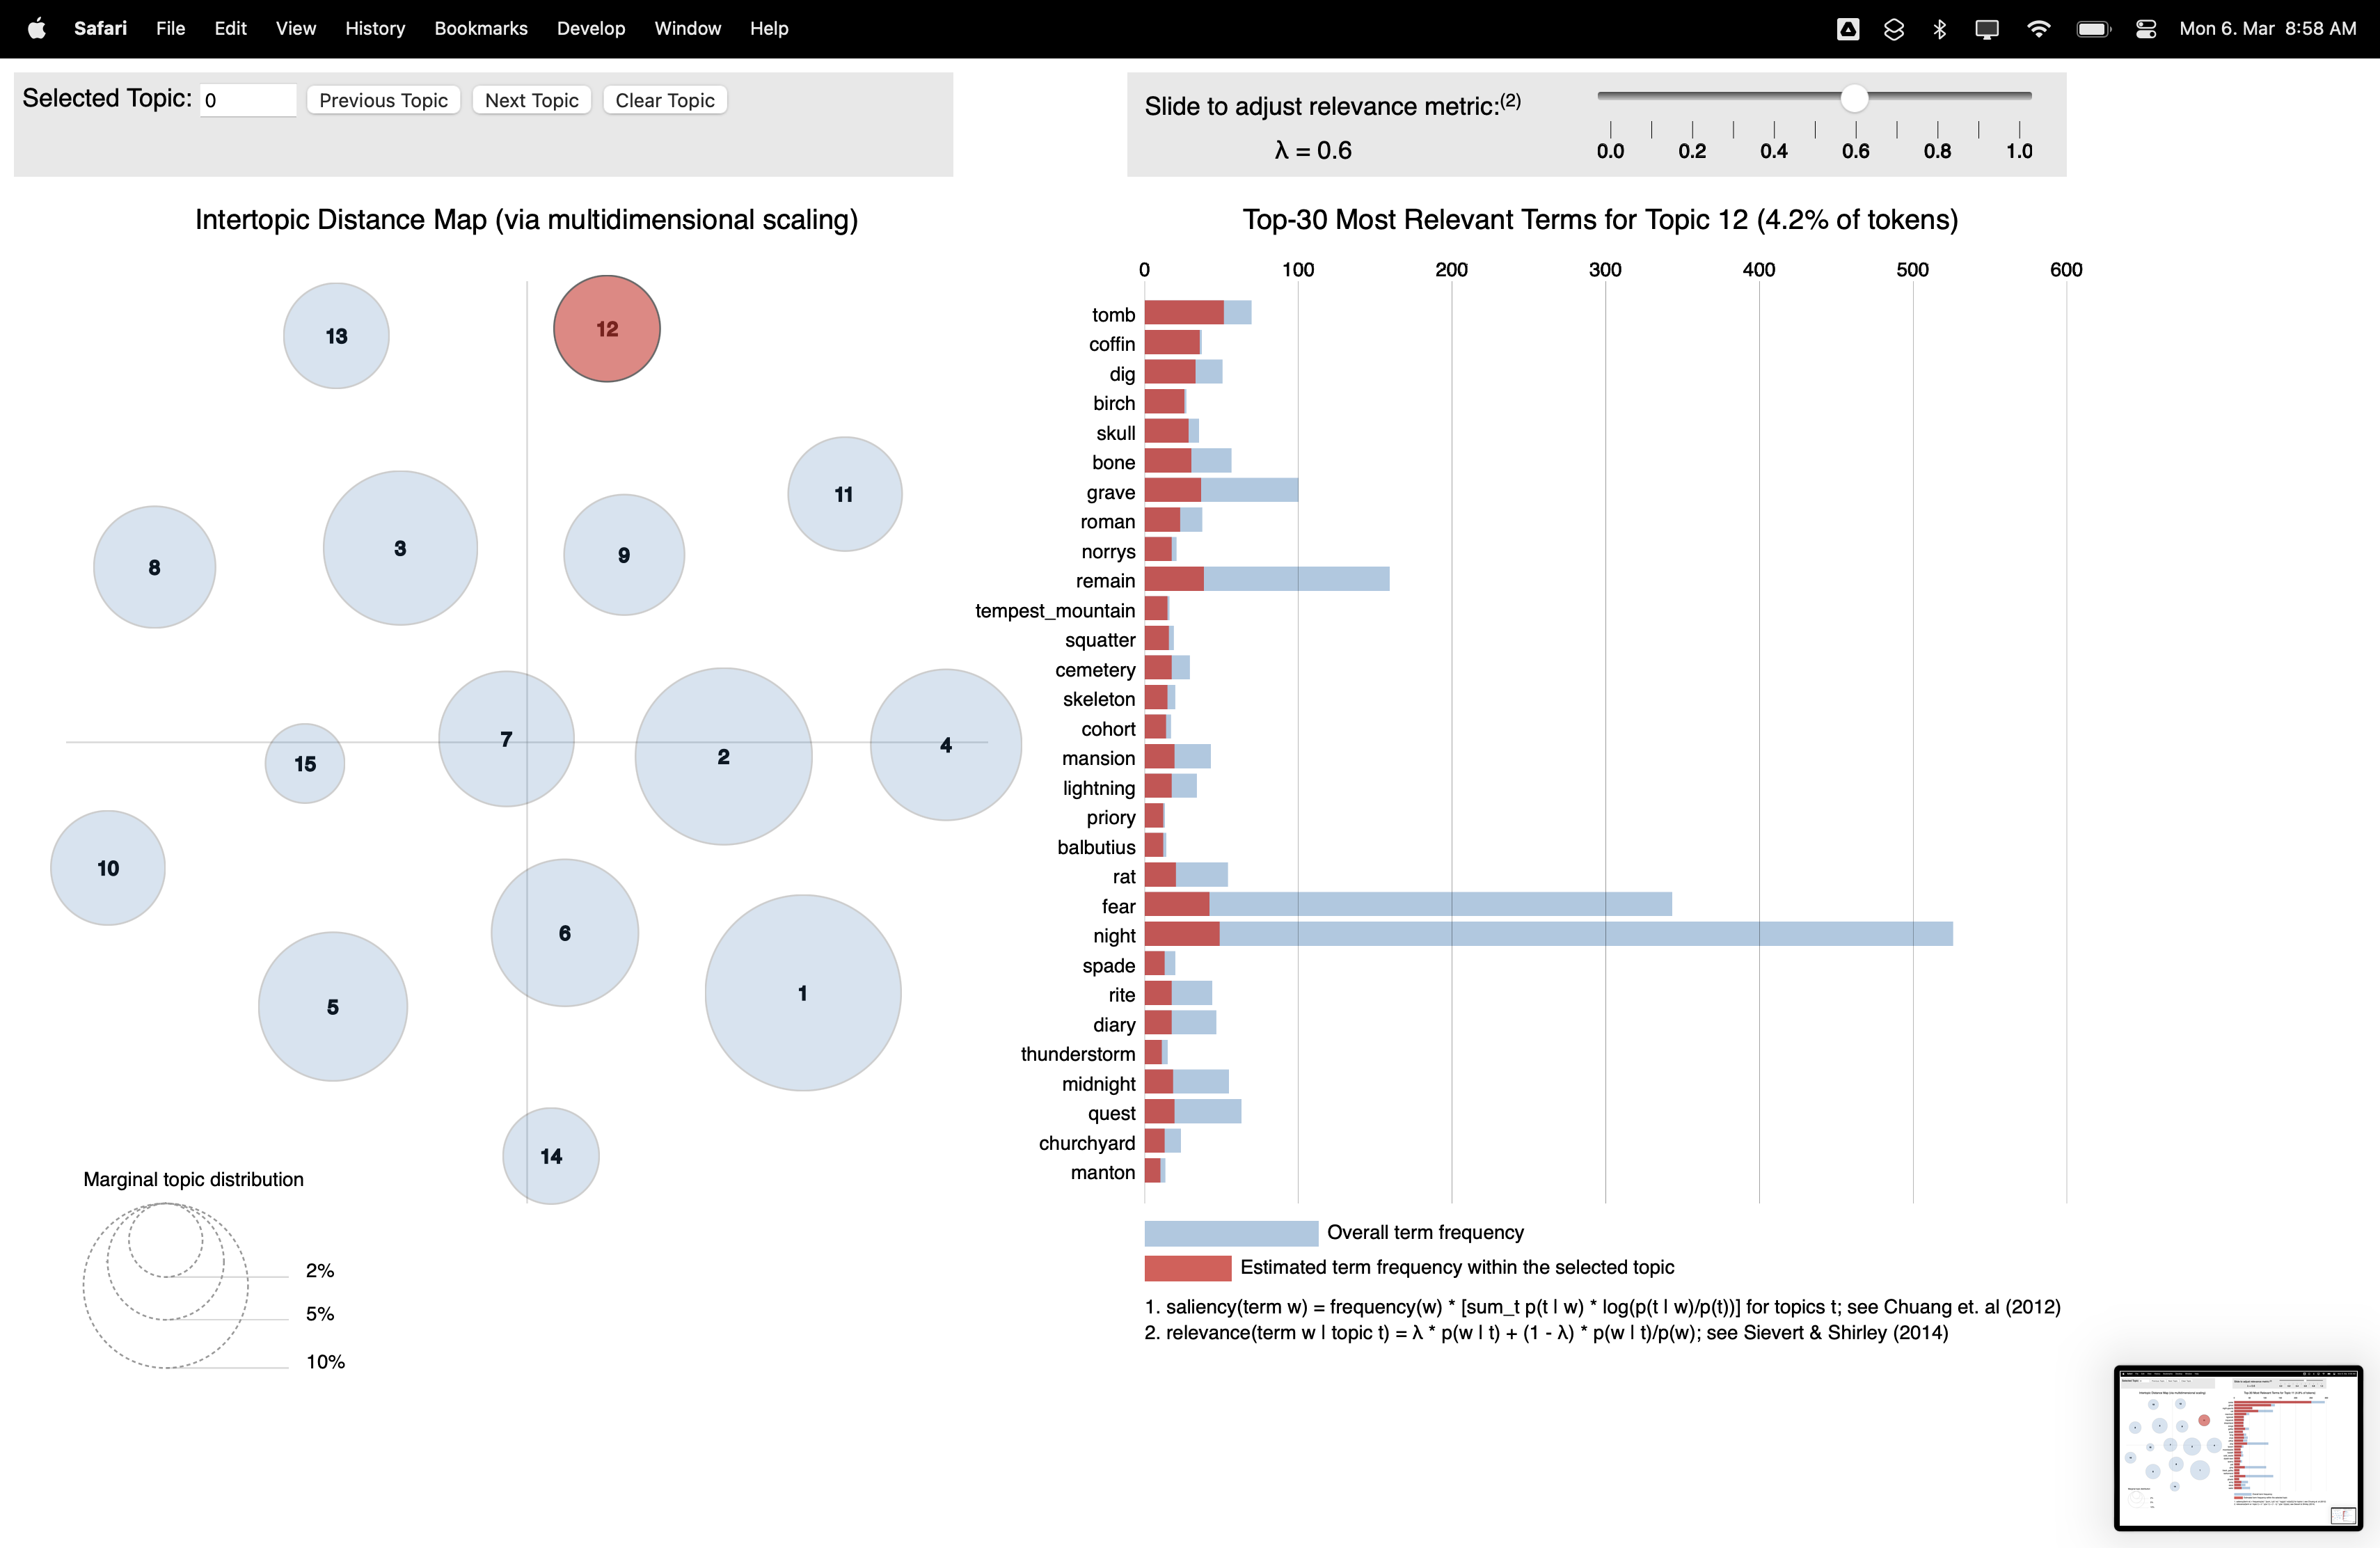 Safari File Edit View History Bookmarks Develop Window Help Mon 6. Mar 8:58 AM
Selected Topic: 0 Previous Topic Next Topic Clear Topic
Slide to adjust relevance metric:(2)
λ = 0.6
0.0 0.2 0.4 0.6 0.8 1.0
Intertopic Distance Map (via multidimensional scaling)
13
12
11
3
9
8
7
2
4
15
10
6
5
1
14
Marginal topic distribution
2%
5%
10%
Top-30 Most Relevant Terms for Topic 12 (4.2% of tokens)
0 100 200 300 400 500 600
tomb
coffin
dig
birch
skull
bone
grave
roman
norrys
remain
tempest_mountain
squatter
cemetery
skeleton
cohort
mansion
lightning
priory
balbutius
rat
fear
night
spade
rite
diary
thunderstorm
midnight
quest
churchyard
manton
Overall term frequency
Estimated term frequency within the selected topic
1. saliency(term w) = frequency(w) * [sum_t p(t | w) * log(p(t | w)/p(t))] for topics t; see Chuang et. al (2012)
2. relevance(term w | topic t) = λ * p(w | t) + (1 - λ) * p(w | t)/p(w); see Sievert & Shirley (2014)